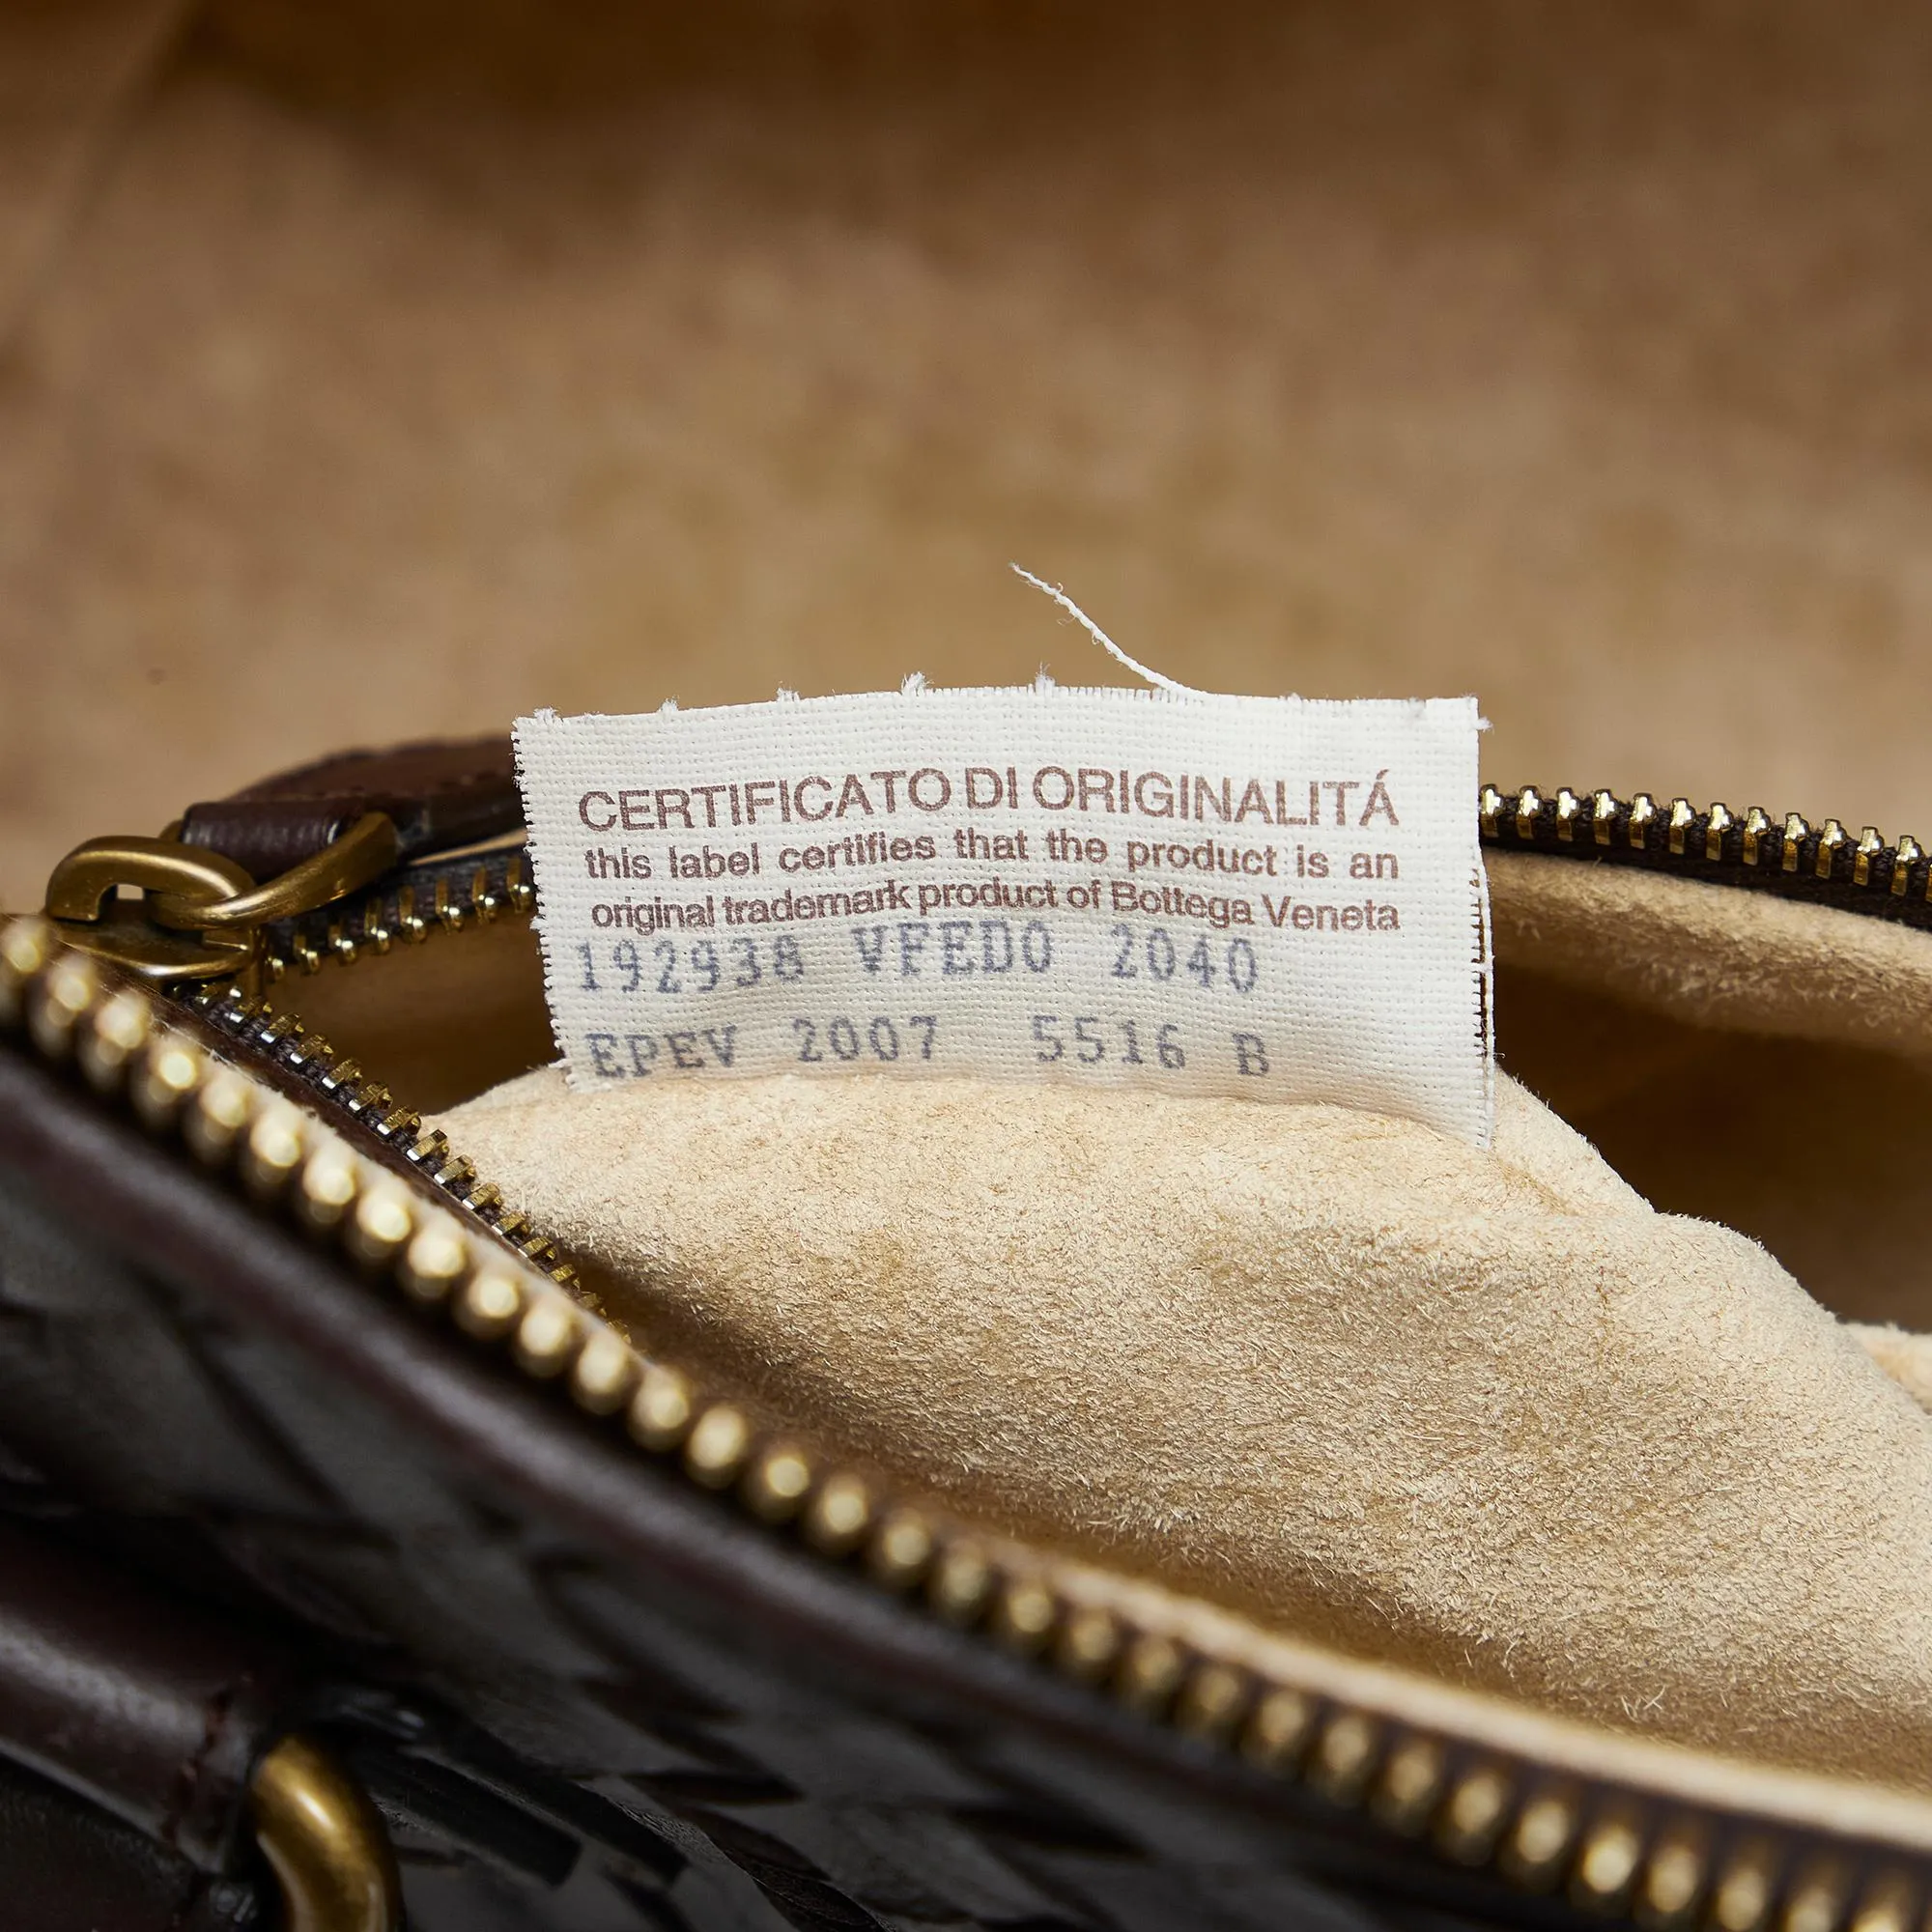 CERTIFICATO DI ORIGINALITÁ
this label certifies that the product is an
original trademark product of Bottega Veneta
192938 VFEDO 2040
EPEV 2007 5516 B